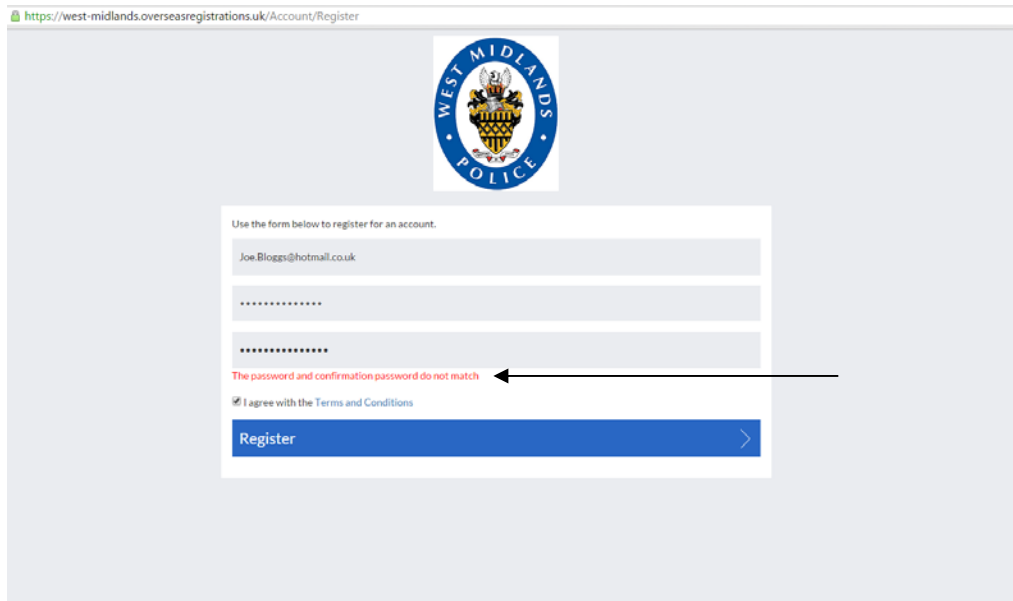 https://west-midlands.overseasregistrations.uk/Account/Register
WEST MIDLANDS
POLICE
Use the form below to register for an account.
Joe.Bloggs@hotmail.co.uk
••••••••••••••
•••••••••••••••
The password and confirmation password do not match
I agree with the Terms and Conditions
Register